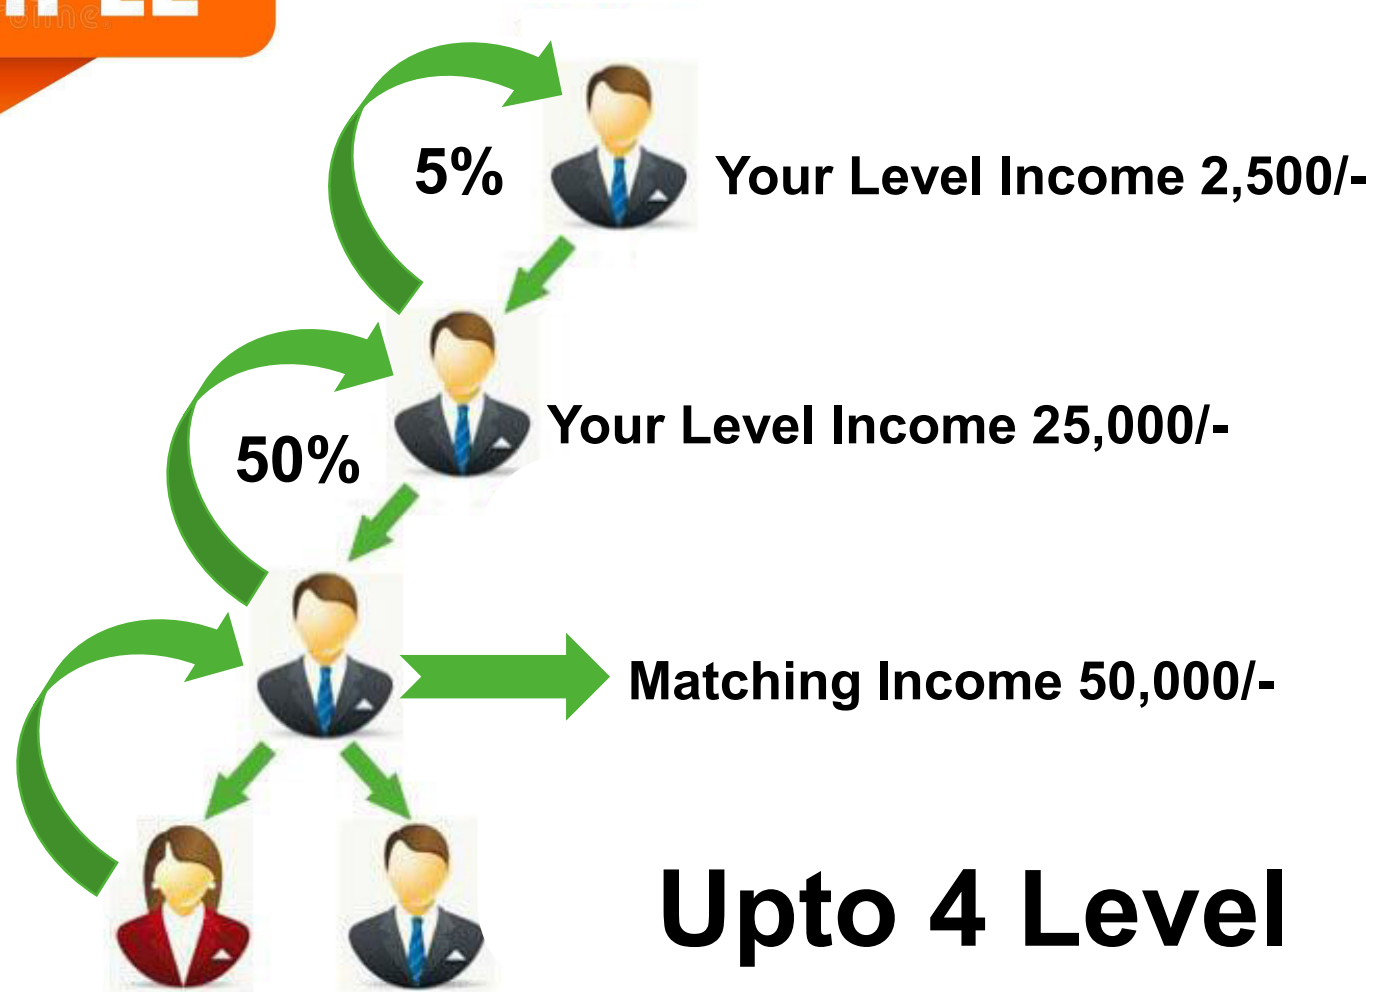 5%
Your Level Income 2,500/-
50%
Your Level Income 25,000/-
Matching Income 50,000/-
Upto 4 Level